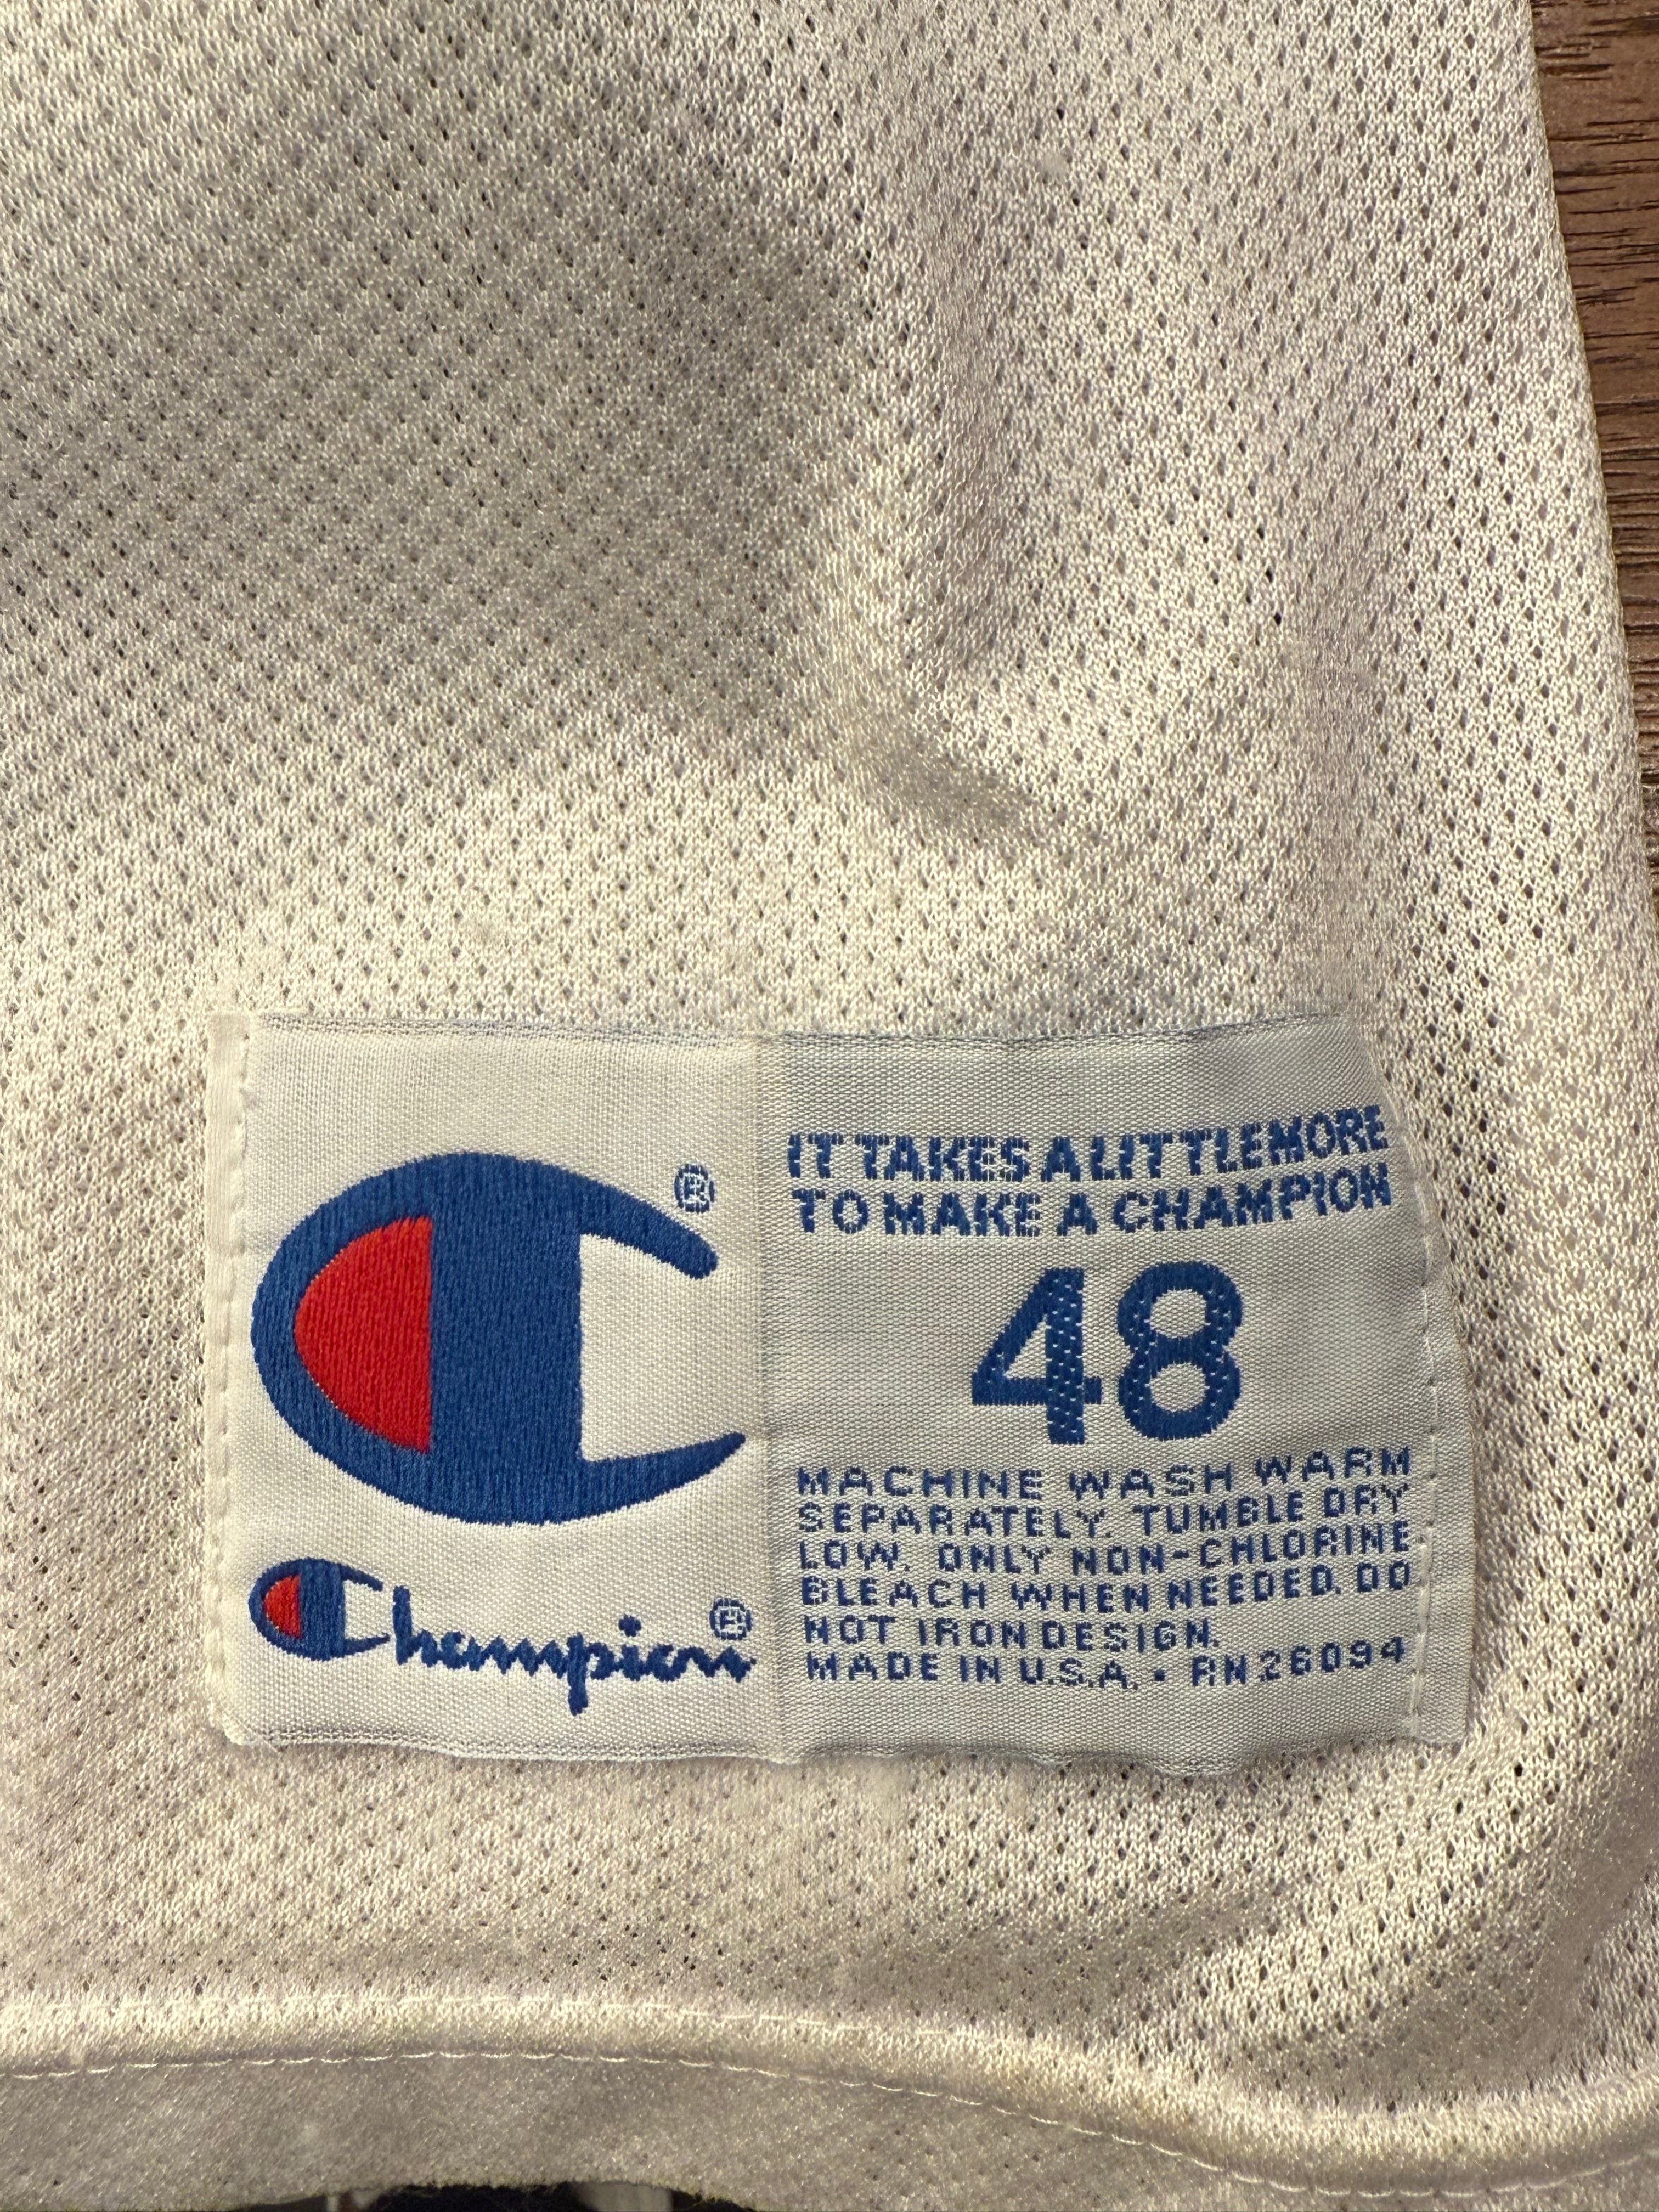 ®
Champion®
IT TAKES A LITTLE MORE
TO MAKE A CHAMPION
48
MACHINE WASH WARM
SEPARATELY. TUMBLE DRY
LOW. ONLY NON-CHLORINE
BLEACH WHEN NEEDED. DO
NOT IRON DESIGN.
MADE IN U.S.A. • RN 26094